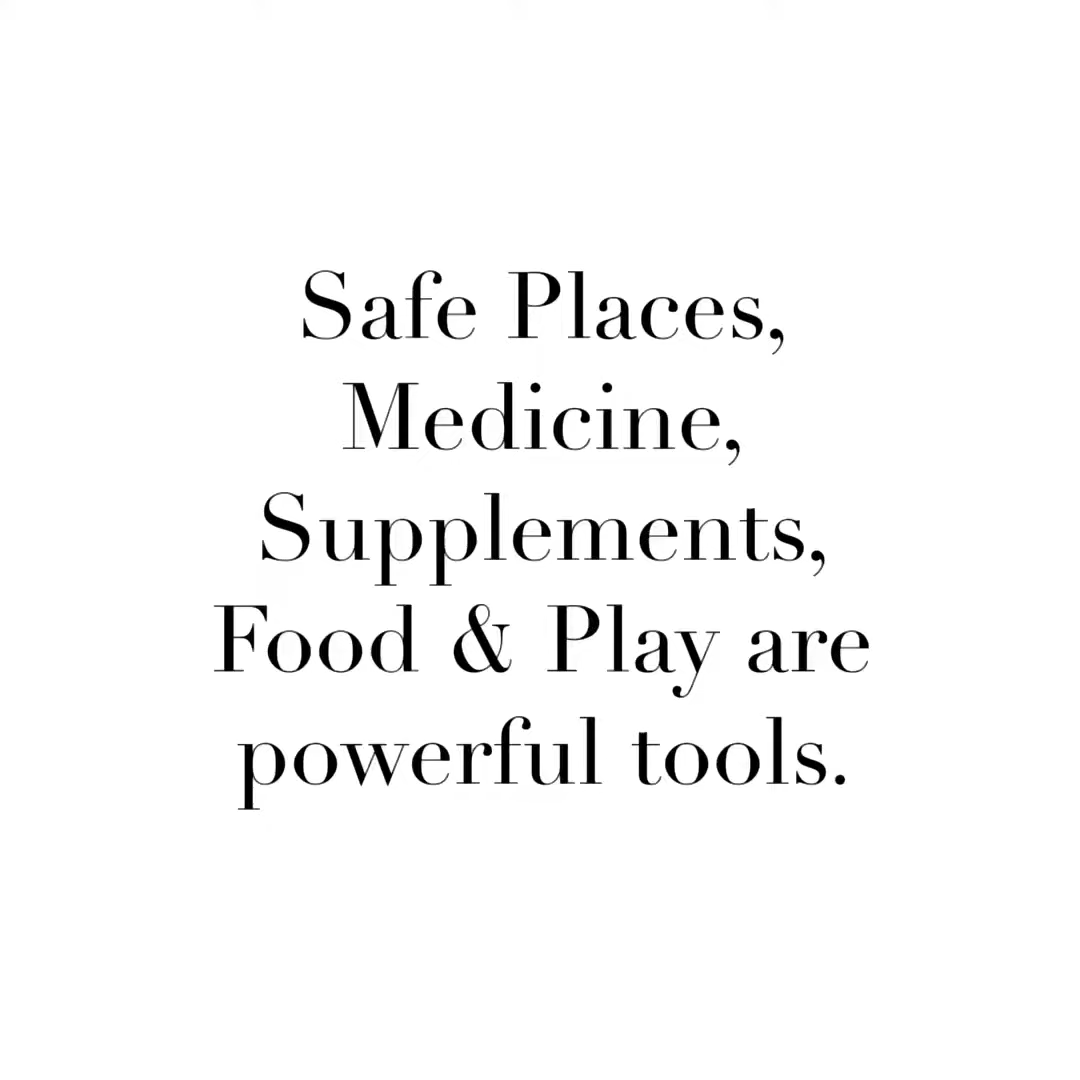 Safe Places,
Medicine,
Supplements,
Food & Play are
powerful tools.